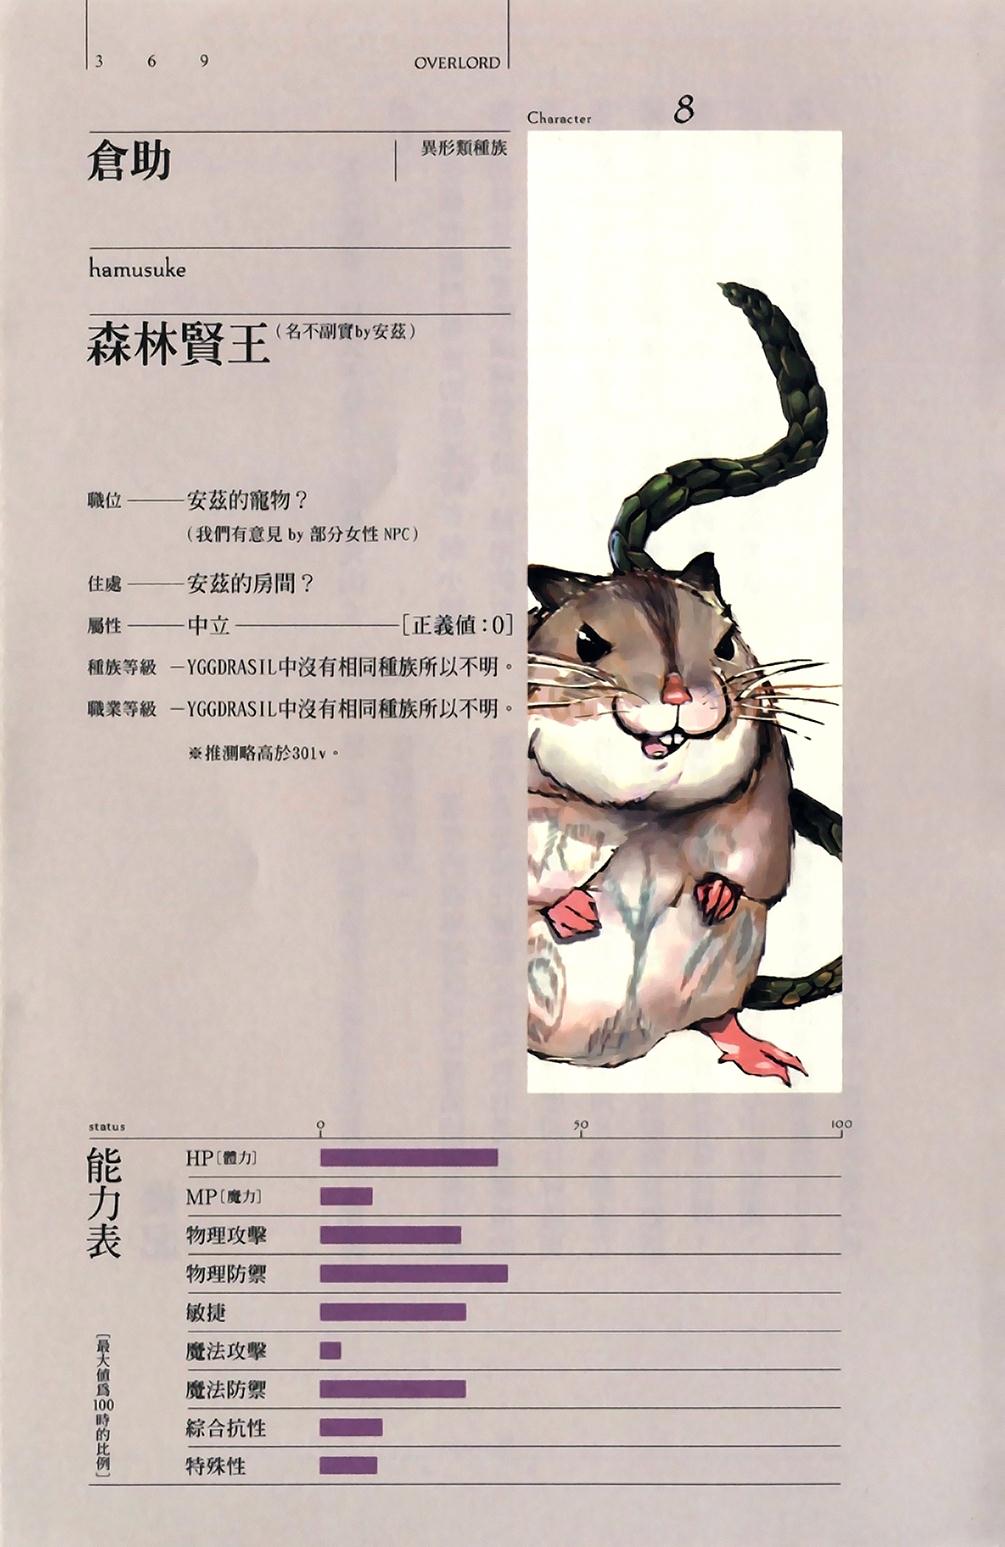 369
OVERLORD
Character 8
倉助
異形類種族
hamusuke
森林賢王（名不副實by安茲）
職位 安茲的寵物？
（我們有意見 by 部分女性 NPC）
住處 安茲的房間？
屬性 中立 [正義值：0]
種族等級 YGGDRASIL中沒有相同種族所以不明。
職業等級 YGGDRASIL中沒有相同種族所以不明。
※推測略高於301v。
status 0 50 100
能力表
HP［體力］
MP［魔力］
物理攻擊
物理防禦
敏捷
魔法攻擊
魔法防禦
綜合抗性
特殊性
［最大值為100時的比例］